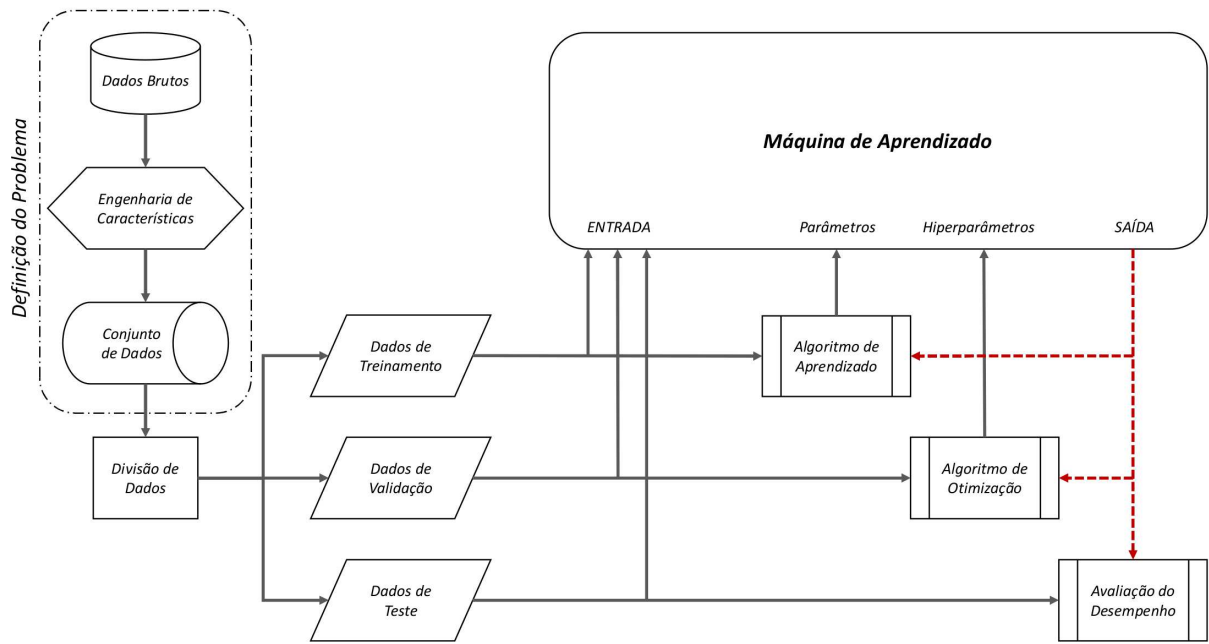 Definição do Problema
Dados Brutos
Engenharia de
Características
Conjunto
de Dados
Divisão de
Dados
Dados de
Treinamento
Dados de
Validação
Dados de
Teste
Máquina de Aprendizado
ENTRADA
Parâmetros
Hiperparâmetros
SAÍDA
Algoritmo de
Aprendizado
Algoritmo de
Otimização
Avaliação do
Desempenho